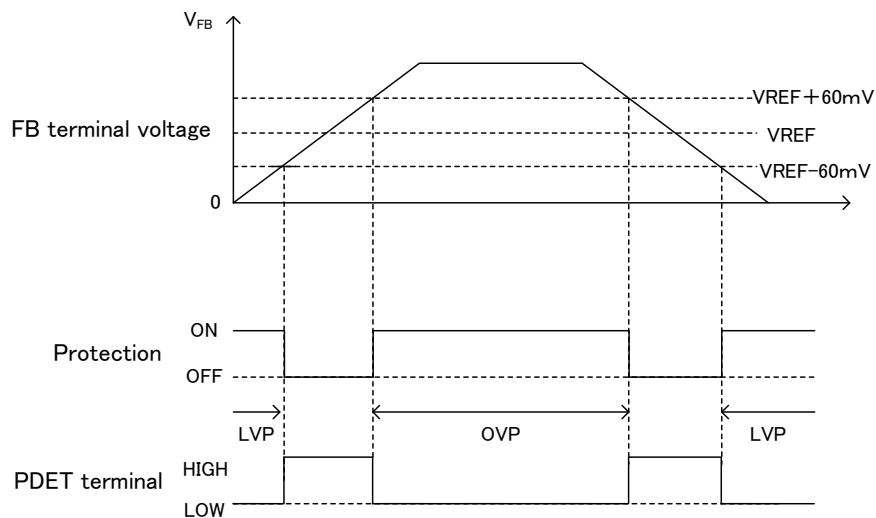 VFB
VREF＋60mV
FB terminal voltage
VREF
VREF−60mV
0
ON
Protection
OFF
LVP
OVP
LVP
HIGH
PDET terminal
LOW